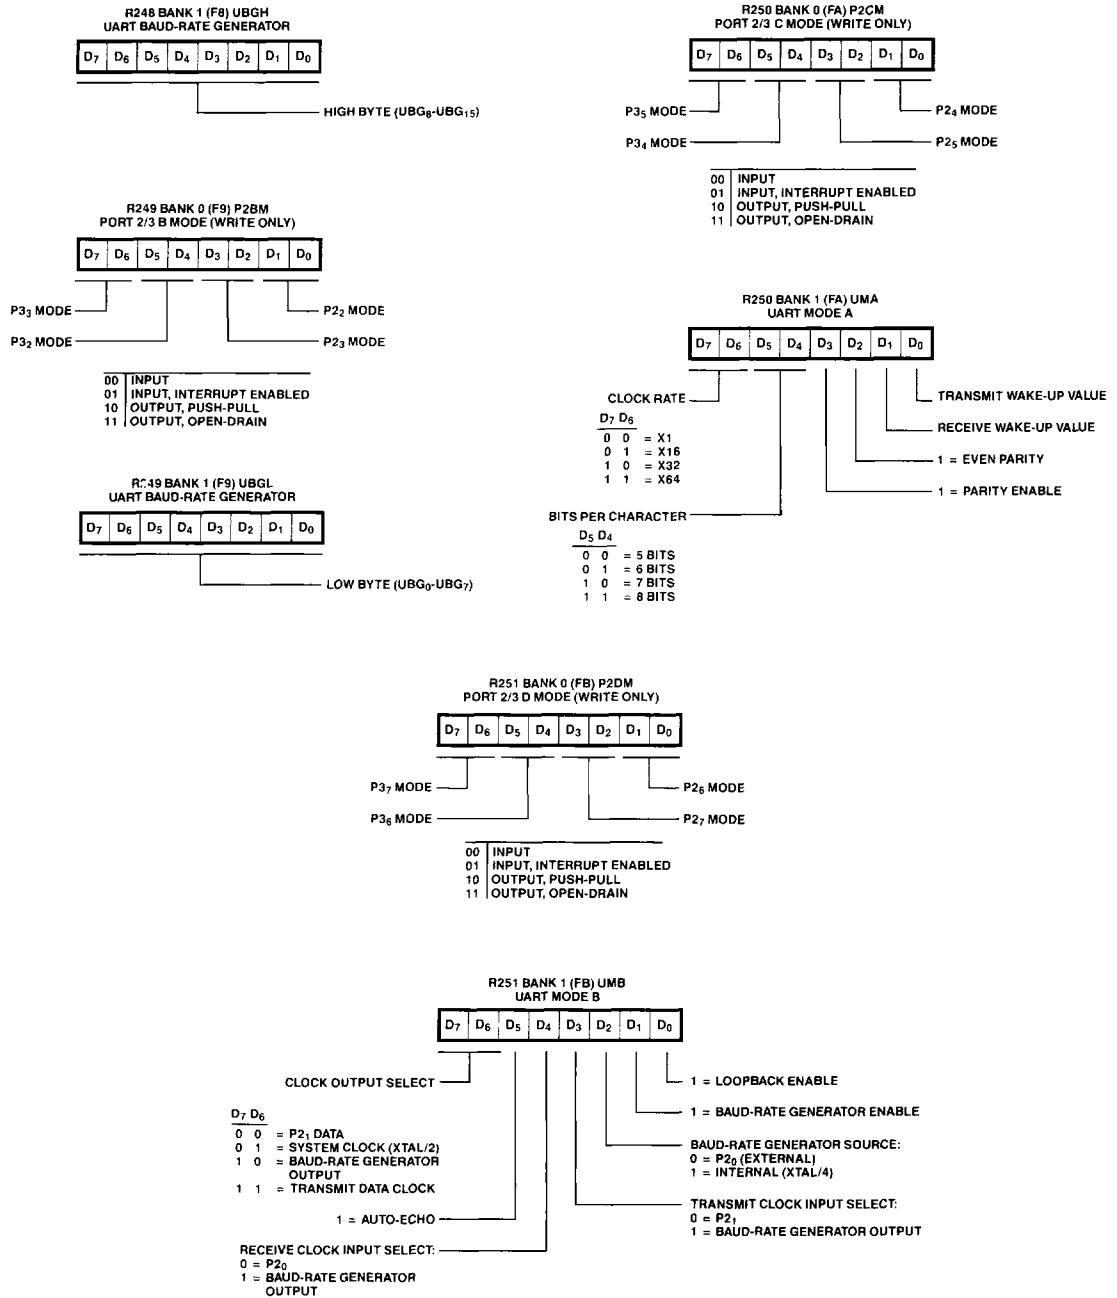 R248 BANK 1 (F8) UBGH
UART BAUD-RATE GENERATOR
D7 D6 D5 D4 D3 D2 D1 D0
HIGH BYTE (UBG8-UBG15)
R249 BANK 0 (F9) P2BM
PORT 2/3 B MODE (WRITE ONLY)
D7 D6 D5 D4 D3 D2 D1 D0
P33 MODE
P22 MODE
P32 MODE
P23 MODE
00 INPUT
01 INPUT, INTERRUPT ENABLED
10 OUTPUT, PUSH-PULL
11 OUTPUT, OPEN-DRAIN
R249 BANK 1 (F9) UBGL
UART BAUD-RATE GENERATOR
D7 D6 D5 D4 D3 D2 D1 D0
LOW BYTE (UBG0-UBG7)
R250 BANK 0 (FA) P2CM
PORT 2/3 C MODE (WRITE ONLY)
D7 D6 D5 D4 D3 D2 D1 D0
P35 MODE
P24 MODE
P34 MODE
P25 MODE
00 INPUT
01 INPUT, INTERRUPT ENABLED
10 OUTPUT, PUSH-PULL
11 OUTPUT, OPEN-DRAIN
R250 BANK 1 (FA) UMA
UART MODE A
D7 D6 D5 D4 D3 D2 D1 D0
CLOCK RATE
D7 D6
0 0 = X1
0 1 = X16
1 0 = X32
1 1 = X64
BITS PER CHARACTER
D5 D4
0 0 = 5 BITS
0 1 = 6 BITS
1 0 = 7 BITS
1 1 = 8 BITS
TRANSMIT WAKE-UP VALUE
RECEIVE WAKE-UP VALUE
1 = EVEN PARITY
1 = PARITY ENABLE
R251 BANK 0 (FB) P2DM
PORT 2/3 D MODE (WRITE ONLY)
D7 D6 D5 D4 D3 D2 D1 D0
P37 MODE
P26 MODE
P36 MODE
P27 MODE
00 INPUT
01 INPUT, INTERRUPT ENABLED
10 OUTPUT, PUSH-PULL
11 OUTPUT, OPEN-DRAIN
R251 BANK 1 (FB) UMB
UART MODE B
D7 D6 D5 D4 D3 D2 D1 D0
CLOCK OUTPUT SELECT
D7 D6
0 0 = P21 DATA
0 1 = SYSTEM CLOCK (XTAL/2)
1 0 = BAUD-RATE GENERATOR
OUTPUT
1 1 = TRANSMIT DATA CLOCK
1 = AUTO-ECHO
RECEIVE CLOCK INPUT SELECT:
0 = P20
1 = BAUD-RATE GENERATOR
OUTPUT
1 = LOOPBACK ENABLE
1 = BAUD-RATE GENERATOR ENABLE
BAUD-RATE GENERATOR SOURCE:
0 = P20 (EXTERNAL)
1 = INTERNAL (XTAL/4)
TRANSMIT CLOCK INPUT SELECT:
0 = P21
1 = BAUD-RATE GENERATOR OUTPUT